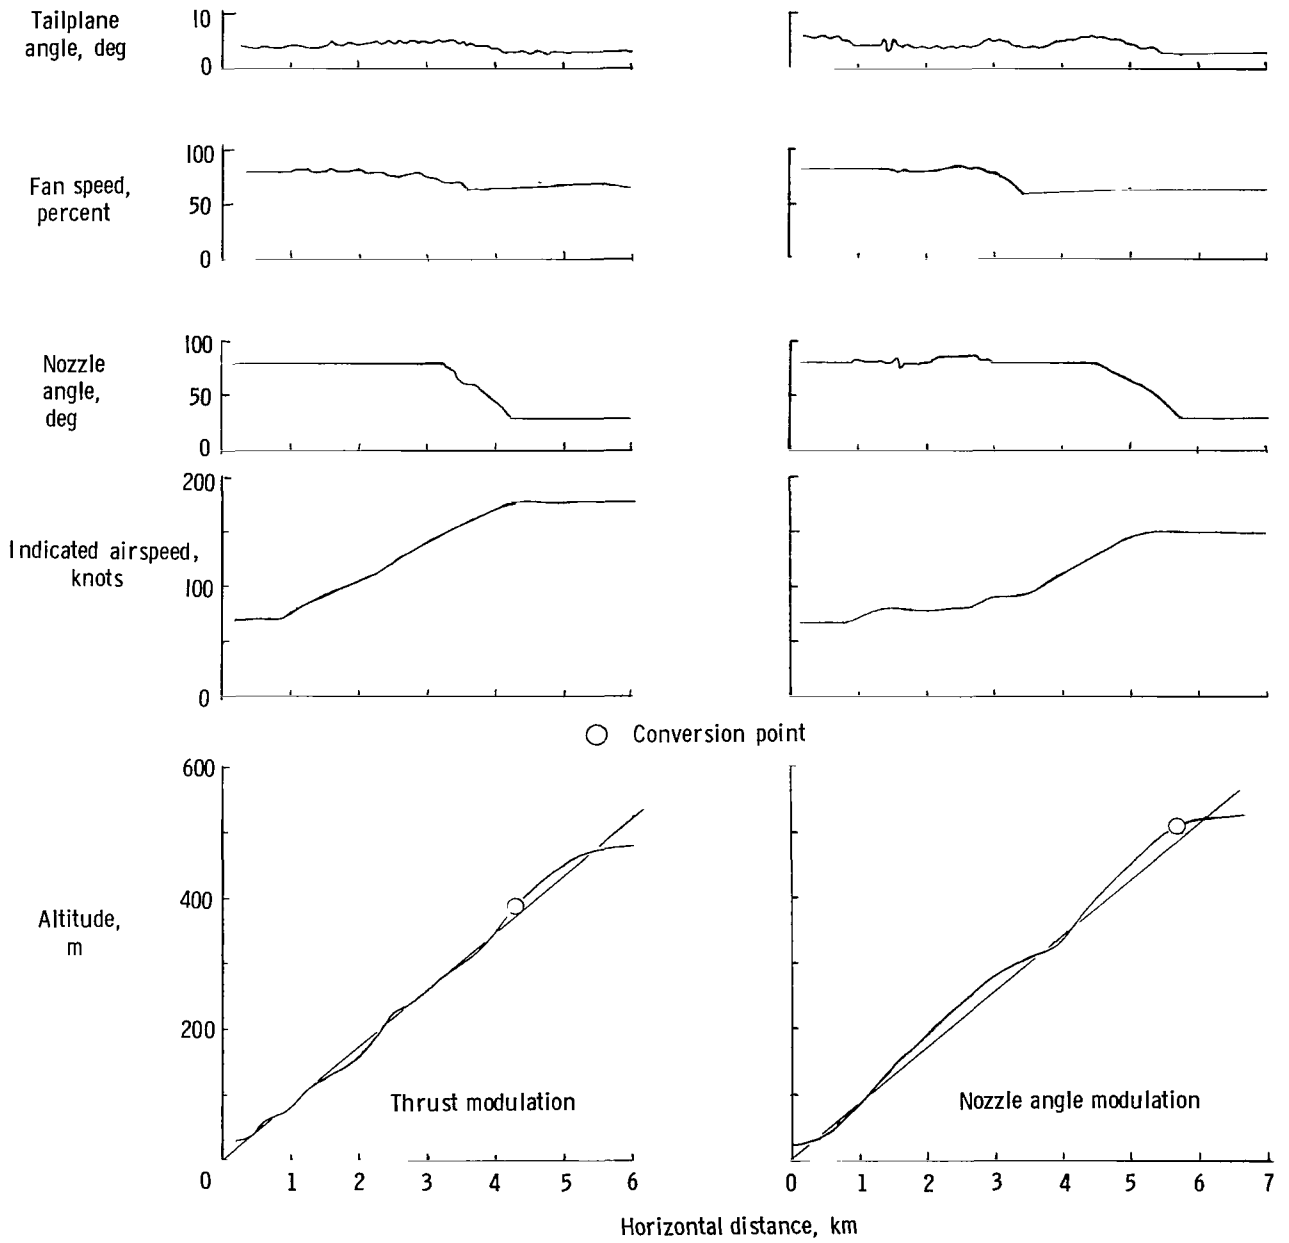 Tailplane
angle, deg
10
0
Fan speed,
percent
100
50
0
Nozzle
angle,
deg
100
50
0
Indicated airspeed,
knots
200
100
0
Conversion point
Altitude,
m
600
400
200
0
Thrust modulation
Nozzle angle modulation
1 2 3 4 5 6
0 1 2 3 4 5 6 7
Horizontal distance, km